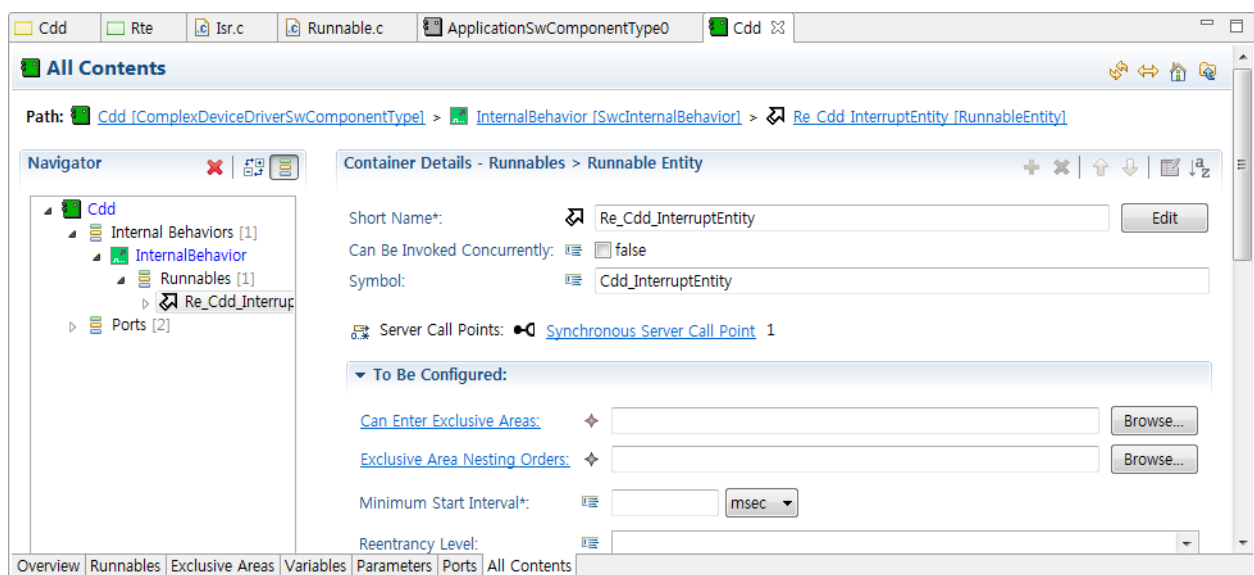 Cdd Rte Isr.c Runnable.c ApplicationSwComponentType0 Cdd
All Contents
Path: Cdd [ComplexDeviceDriverSwComponentType] > InternalBehavior [SwcInternalBehavior] > Re_Cdd_InterruptEntity [RunnableEntity]
Navigator
Cdd
Internal Behaviors [1]
InternalBehavior
Runnables [1]
Re_Cdd_Interrup
Ports [2]
Container Details - Runnables > Runnable Entity
Short Name*: Re_Cdd_InterruptEntity Edit
Can Be Invoked Concurrently: false
Symbol: Cdd_InterruptEntity
Server Call Points: Synchronous Server Call Point 1
To Be Configured:
Can Enter Exclusive Areas: Browse...
Exclusive Area Nesting Orders: Browse...
Minimum Start Interval*: msec
Reentrancy Level:
Overview Runnables Exclusive Areas Variables Parameters Ports All Contents